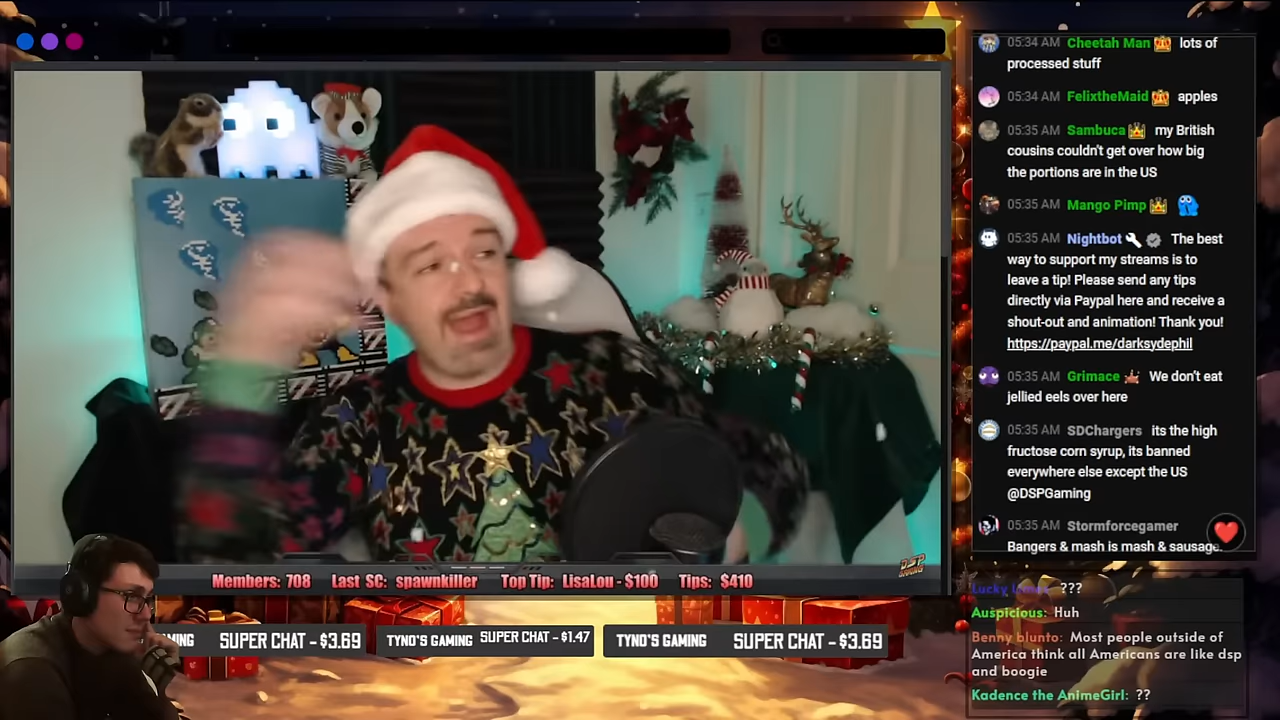 05:34 AM Cheetah Man lots of
processed stuff
05:34 AM FelixtheMaid apples
05:35 AM Sambuca my British
cousins couldn't get over how big
the portions are in the US
05:35 AM Mango Pimp
05:35 AM Nightbot The best
way to support my streams is to
leave a tip! Please send any tips
directly via Paypal here and receive a
shout-out and animation! Thank you!
https://paypal.me/darksydephil
05:35 AM Grimace We don't eat
jellied eels over here
05:35 AM SDChargers its the high
fructose corn syrup, its banned
everywhere else except the US
@DSPGaming
05:35 AM Stormforcegamer
Bangers & mash is mash & sausage.
DSP
GAMING
Members: 708 Last SC: spawnkiller Top Tip: LisaLou - $100 Tips: $410
MING SUPER CHAT - $3.69 TYNO'S GAMING SUPER CHAT - $1.47 TYNO'S GAMING SUPER CHAT - $3.69
Lucky ???
Auspicious: Huh
Benny blunto: Most people outside of
America think all Americans are like dsp
and boogie
Kadence the AnimeGirl: ??